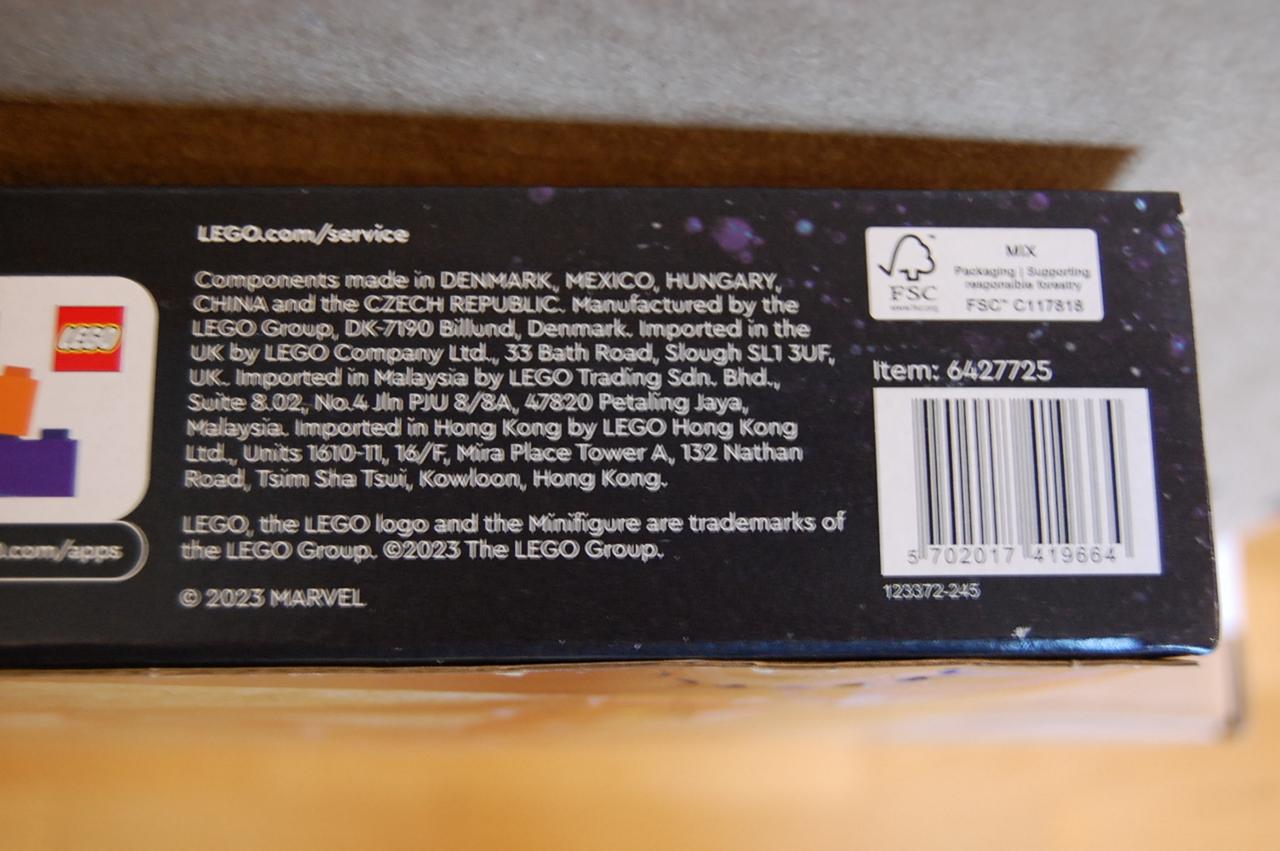 LEGO.com/service
Components made in DENMARK, MEXICO, HUNGARY,
CHINA and the CZECH REPUBLIC. Manufactured by the
LEGO Group, DK-7190 Billund, Denmark. Imported in the
UK by LEGO Company Ltd., 33 Bath Road, Slough SL1 3UF,
UK. Imported in Malaysia by LEGO Trading Sdn. Bhd.,
Suite 8.02, No.4 Jln PJU 8/8A, 47820 Petaling Jaya,
Malaysia. Imported in Hong Kong by LEGO Hong Kong
Ltd., Units 1610-11, 16/F, Mira Place Tower A, 132 Nathan
Road, Tsim Sha Tsui, Kowloon, Hong Kong.
LEGO, the LEGO logo and the Minifigure are trademarks of
the LEGO Group. ©2023 The LEGO Group.
© 2023 MARVEL
LEGO
.com/apps
FSC
www.fsc.org
MIX
Packaging | Supporting
responsible forestry
FSC™ C117818
Item: 6427725
5 702017 419664
123372-245